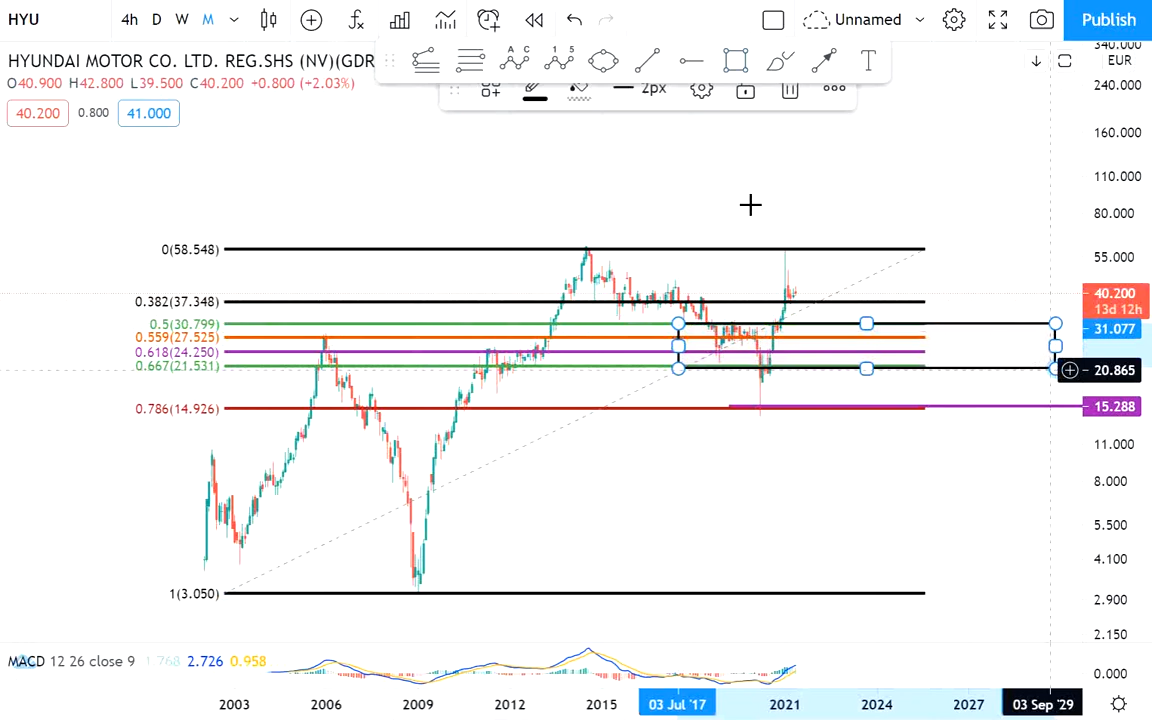 HYU 4h D W M Unnamed Publish
A C 1 5 T
HYUNDAI MOTOR CO. LTD. REG.SHS (NV)(GDR EUR
O40.900 H42.800 L39.500 C40.200 +0.800 (+2.03%)
2px
40.200 0.800 41.000
340.000
240.000
160.000
110.000
80.000
0(58.548)
55.000
40.200
13d 12h
0.382(37.348)
0.5(30.799)
31.077
0.559(27.525)
0.618(24.250)
0.667(21.531)
20.865
0.786(14.926)
15.288
11.000
8.000
5.500
4.100
1(3.050)
2.900
2.150
MACD 12 26 close 9 1.768 2.726 0.958
0.000
2003 2006 2009 2012 2015 03 Jul '17 2021 2024 2027 03 Sep '29